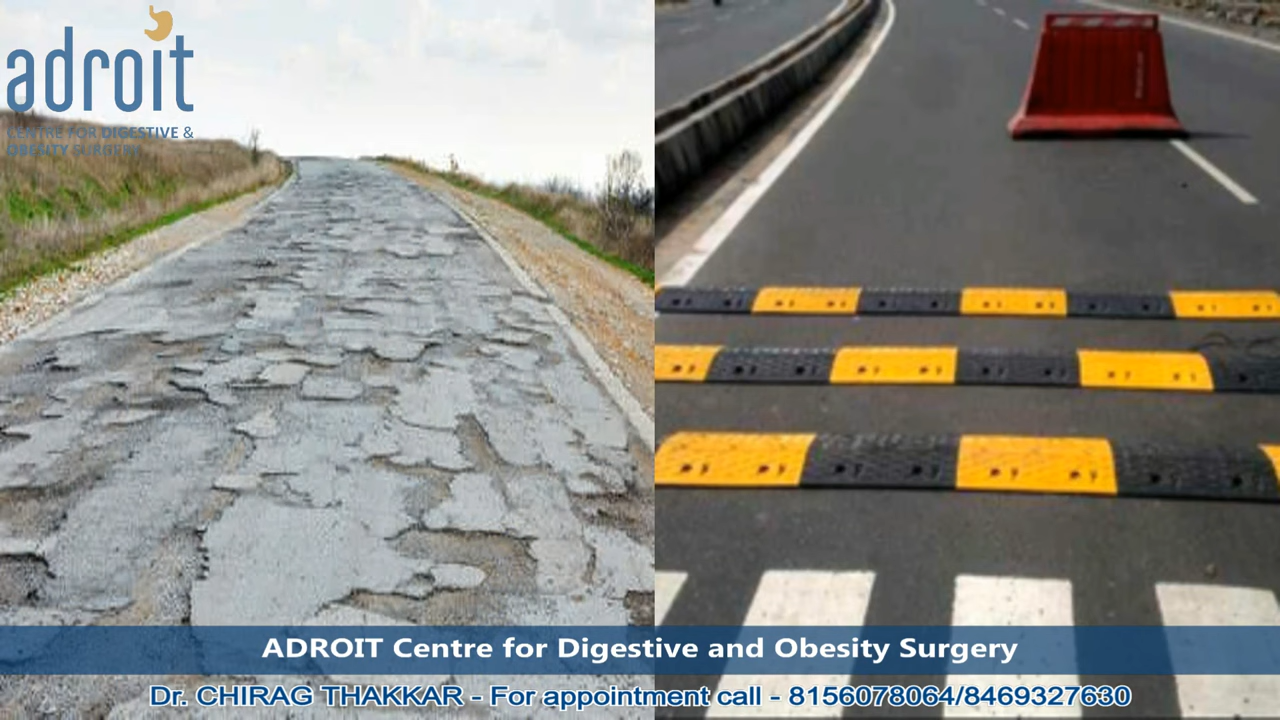 adroit
CENTRE FOR DIGESTIVE &
OBESITY SURGERY
ADROIT Centre for Digestive and Obesity Surgery
Dr. CHIRAG THAKKAR - For appointment call - 8156078064/8469327630